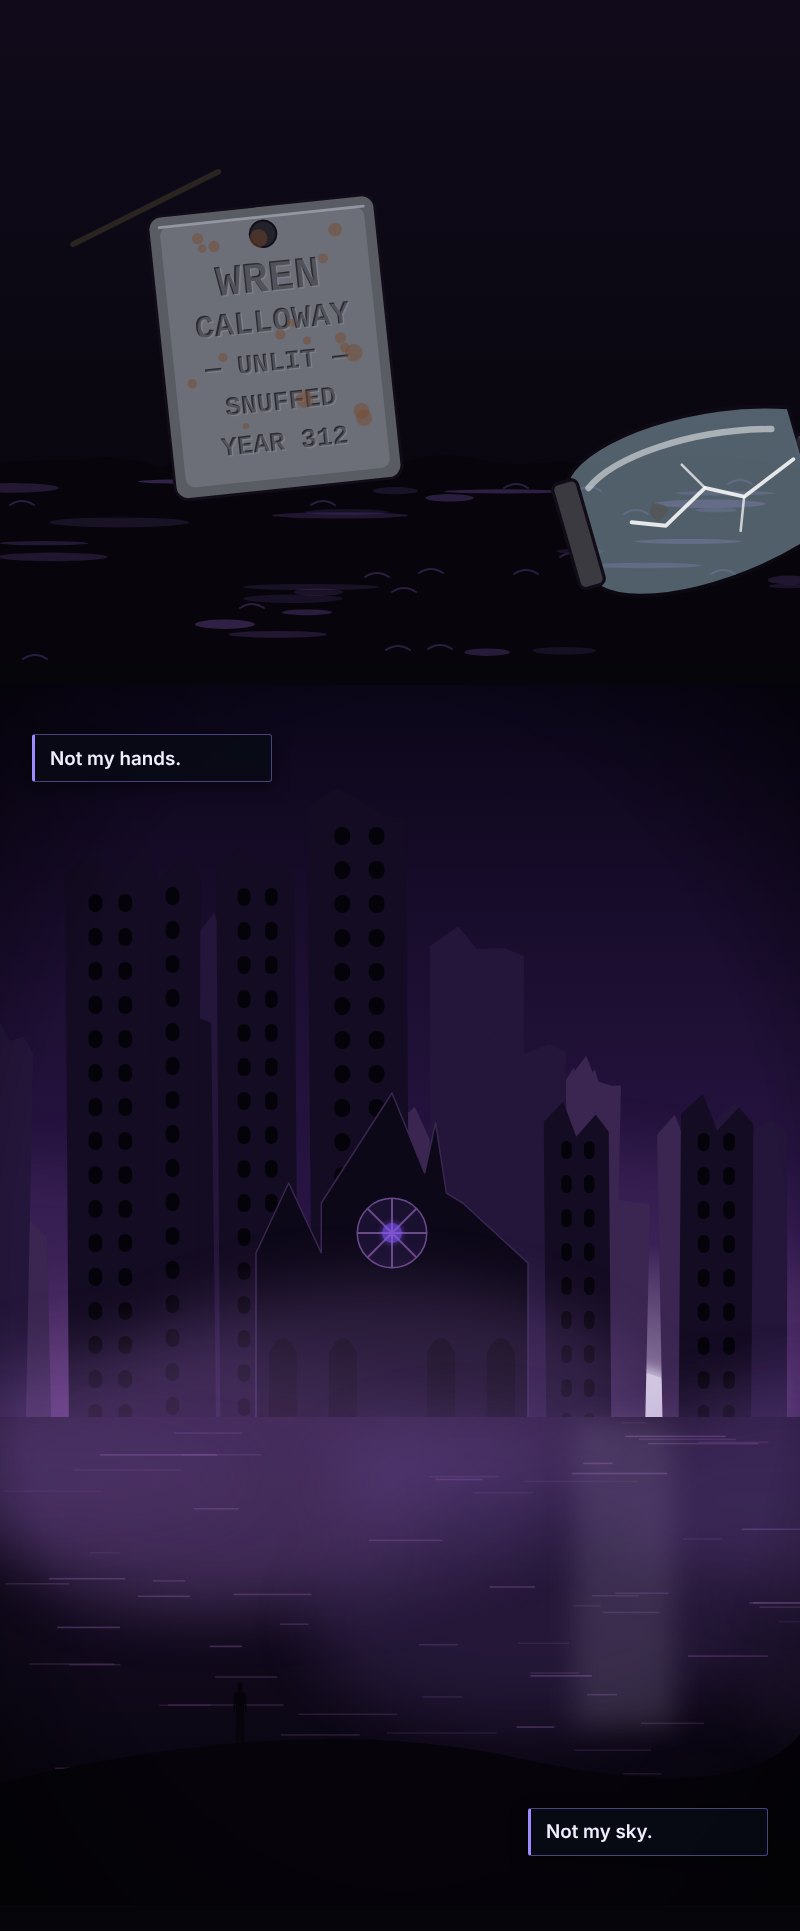 WREN
CALLOWAY
— UNLIT —
SNUFFED
YEAR 312
Not my hands.
Not my sky.